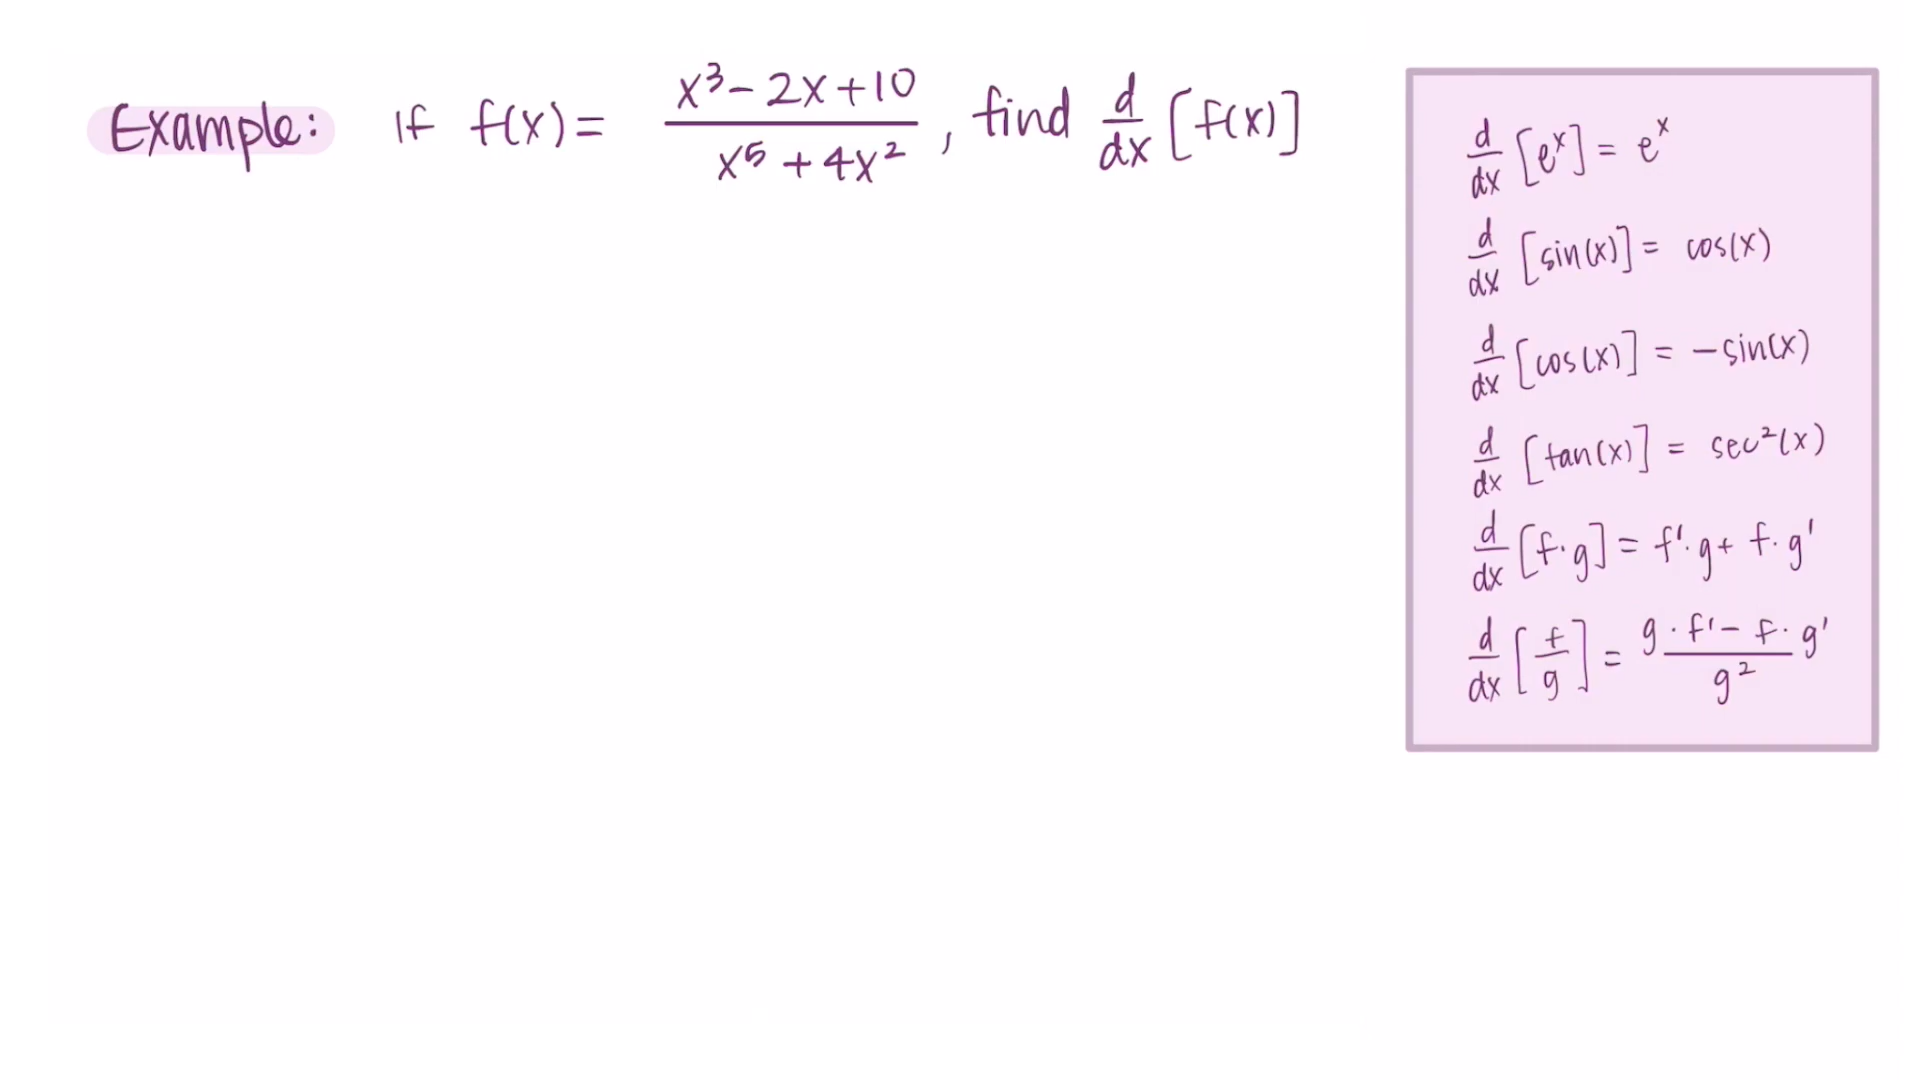 Example: If f(x) = (x³ - 2x + 10) / (x⁵ + 4x²), find d/dx [f(x)]
d/dx [eˣ] = eˣ
d/dx [sin(x)] = cos(x)
d/dx [cos(x)] = -sin(x)
d/dx [tan(x)] = sec²(x)
d/dx [f·g] = f'·g + f·g'
d/dx [f/g] = (g·f' - f·g') / g²